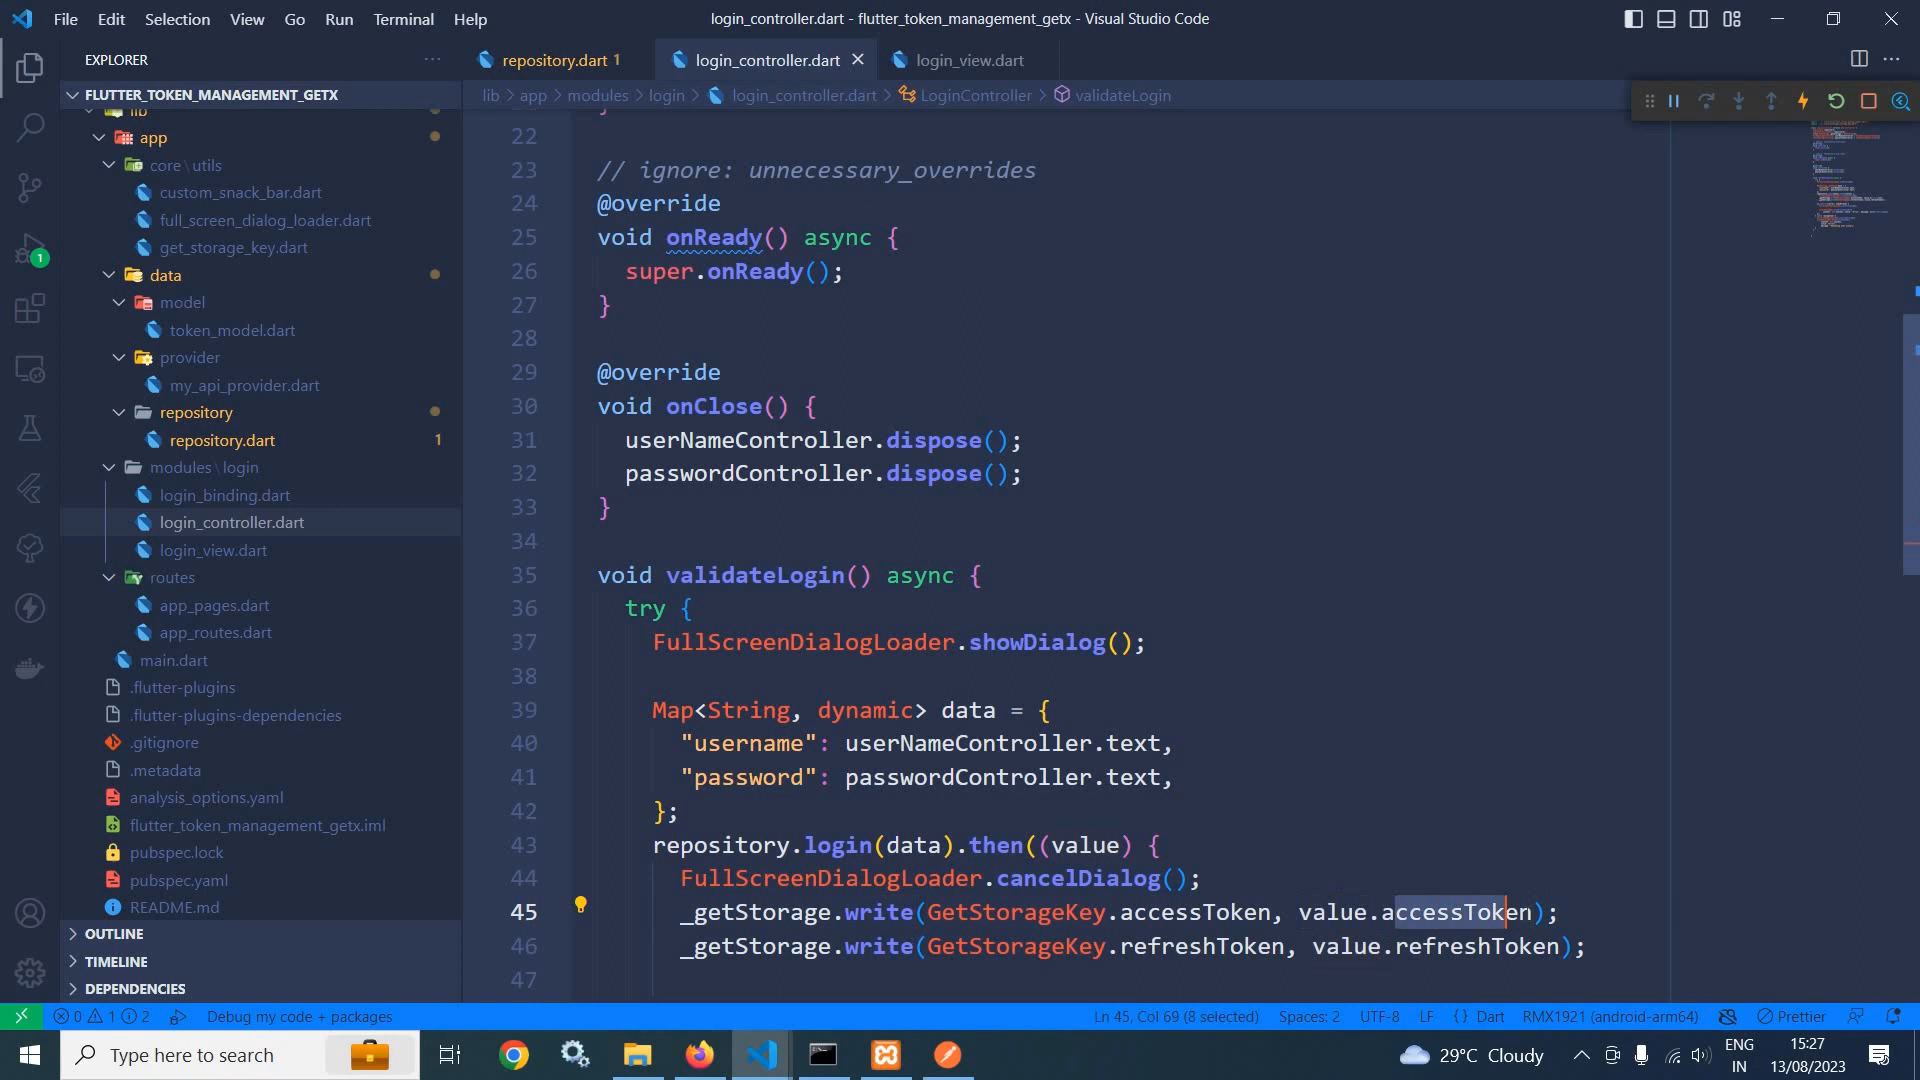 File Edit Selection View Go Run Terminal Help
login_controller.dart - flutter_token_management_getx - Visual Studio Code
EXPLORER
repository.dart 1
login_controller.dart
login_view.dart
FLUTTER_TOKEN_MANAGEMENT_GETX
lib > app > modules > login > login_controller.dart > LoginController > validateLogin
lib
app
core \ utils
custom_snack_bar.dart
full_screen_dialog_loader.dart
get_storage_key.dart
data
model
token_model.dart
provider
my_api_provider.dart
repository
repository.dart 1
modules \ login
login_binding.dart
login_controller.dart
login_view.dart
routes
app_pages.dart
app_routes.dart
main.dart
.flutter-plugins
.flutter-plugins-dependencies
.gitignore
.metadata
analysis_options.yaml
flutter_token_management_getx.iml
pubspec.lock
pubspec.yaml
README.md
OUTLINE
TIMELINE
DEPENDENCIES
1
}
22
23 // ignore: unnecessary_overrides
24 @override
25 void onReady() async {
26 super.onReady();
27 }
28
29 @override
30 void onClose() {
31 userNameController.dispose();
32 passwordController.dispose();
33 }
34
35 void validateLogin() async {
36 try {
37 FullScreenDialogLoader.showDialog();
38
39 Map<String, dynamic> data = {
40 "username": userNameController.text,
41 "password": passwordController.text,
42 };
43 repository.login(data).then((value) {
44 FullScreenDialogLoader.cancelDialog();
45 _getStorage.write(GetStorageKey.accessToken, value.accessToken);
46 _getStorage.write(GetStorageKey.refreshToken, value.refreshToken);
47
0 1 2 Debug my code + packages
Ln 45, Col 69 (8 selected) Spaces: 2 UTF-8 LF {} Dart RMX1921 (android-arm64) Prettier
Type here to search
29°C Cloudy
ENG
IN
15:27
13/08/2023